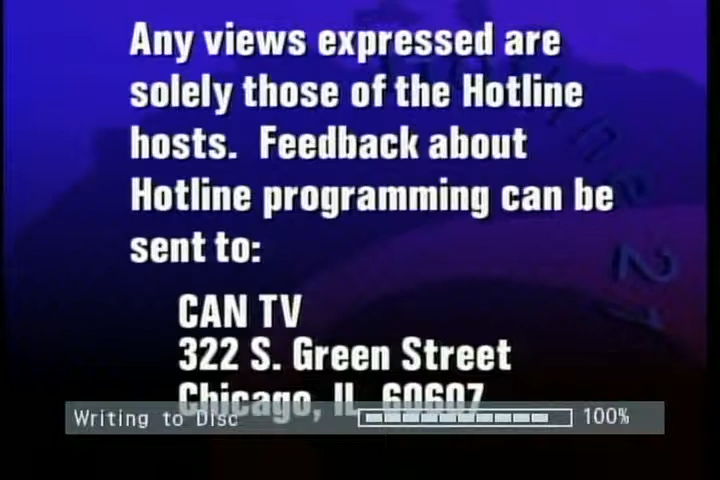 Any views expressed are
solely those of the Hotline
hosts.  Feedback about
Hotline programming can be
sent to:
CAN TV
322 S. Green Street
Chicago, IL  60607
Writing to Disc 100%
21